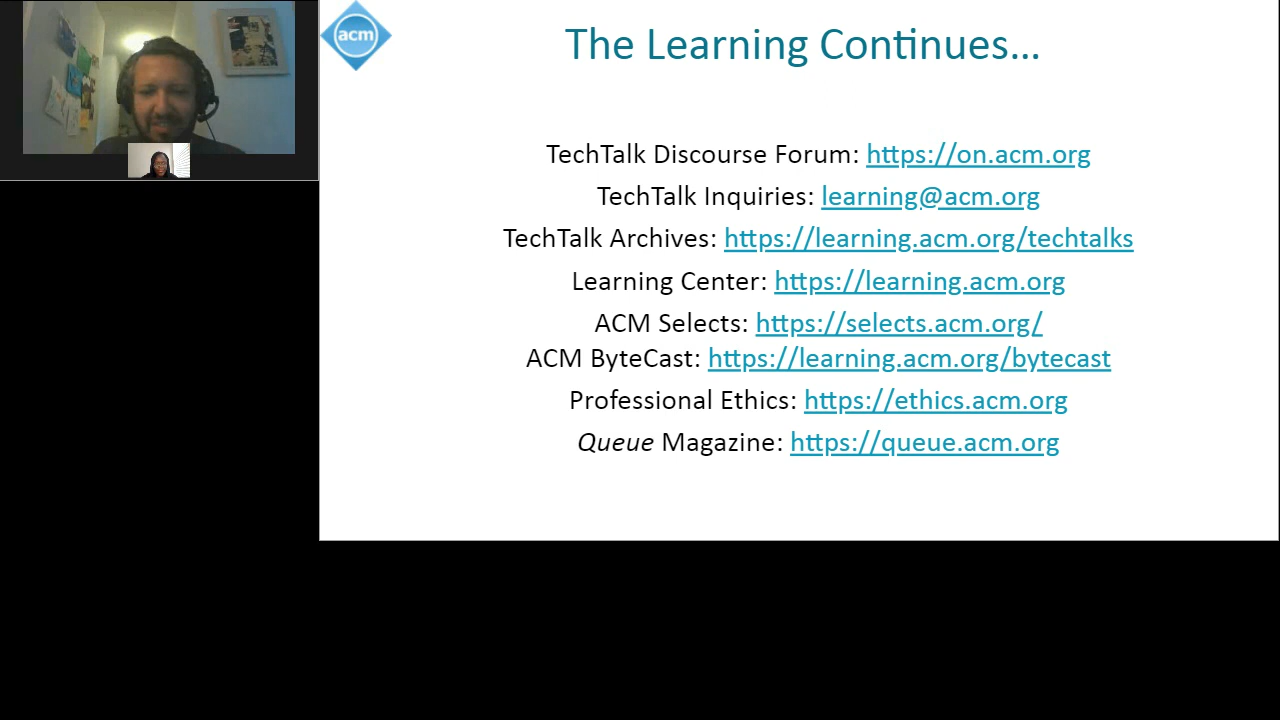 acm
The Learning Continues...
TechTalk Discourse Forum: https://on.acm.org
TechTalk Inquiries: learning@acm.org
TechTalk Archives: https://learning.acm.org/techtalks
Learning Center: https://learning.acm.org
ACM Selects: https://selects.acm.org/
ACM ByteCast: https://learning.acm.org/bytecast
Professional Ethics: https://ethics.acm.org
Queue Magazine: https://queue.acm.org